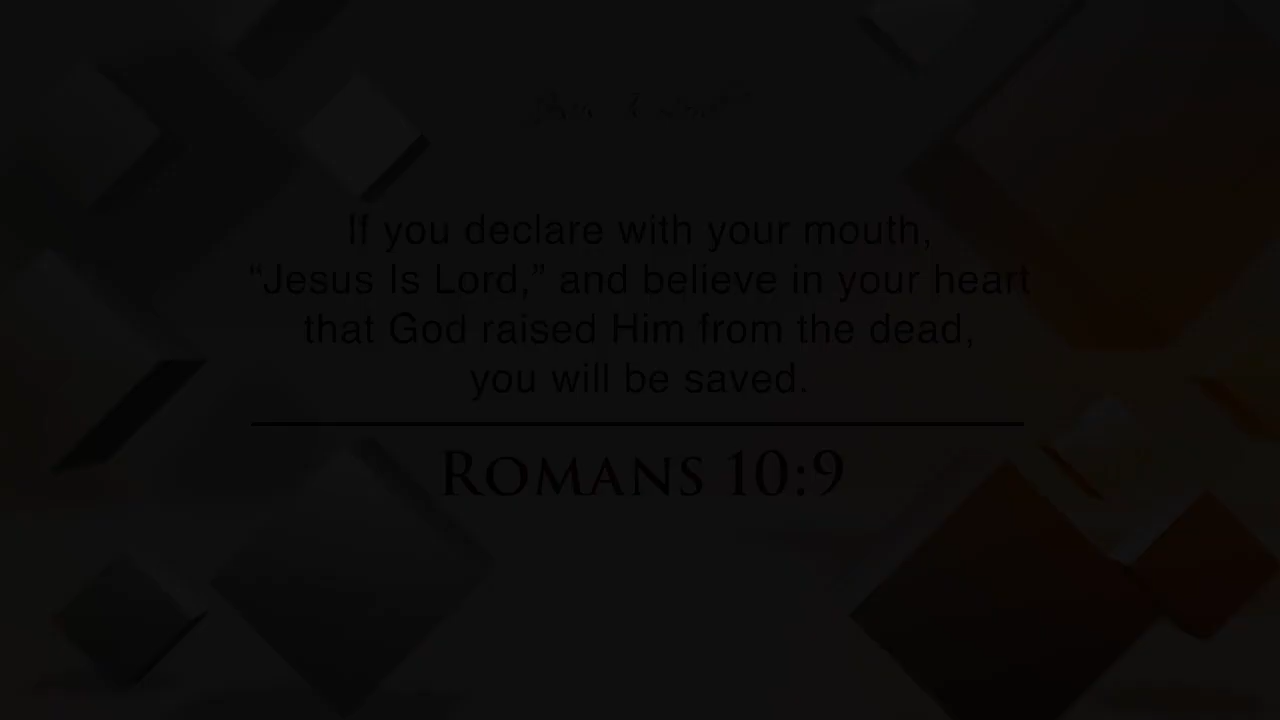 If you declare with your mouth,
“Jesus Is Lord,” and believe in your heart
that God raised Him from the dead,
you will be saved.
Romans 10:9